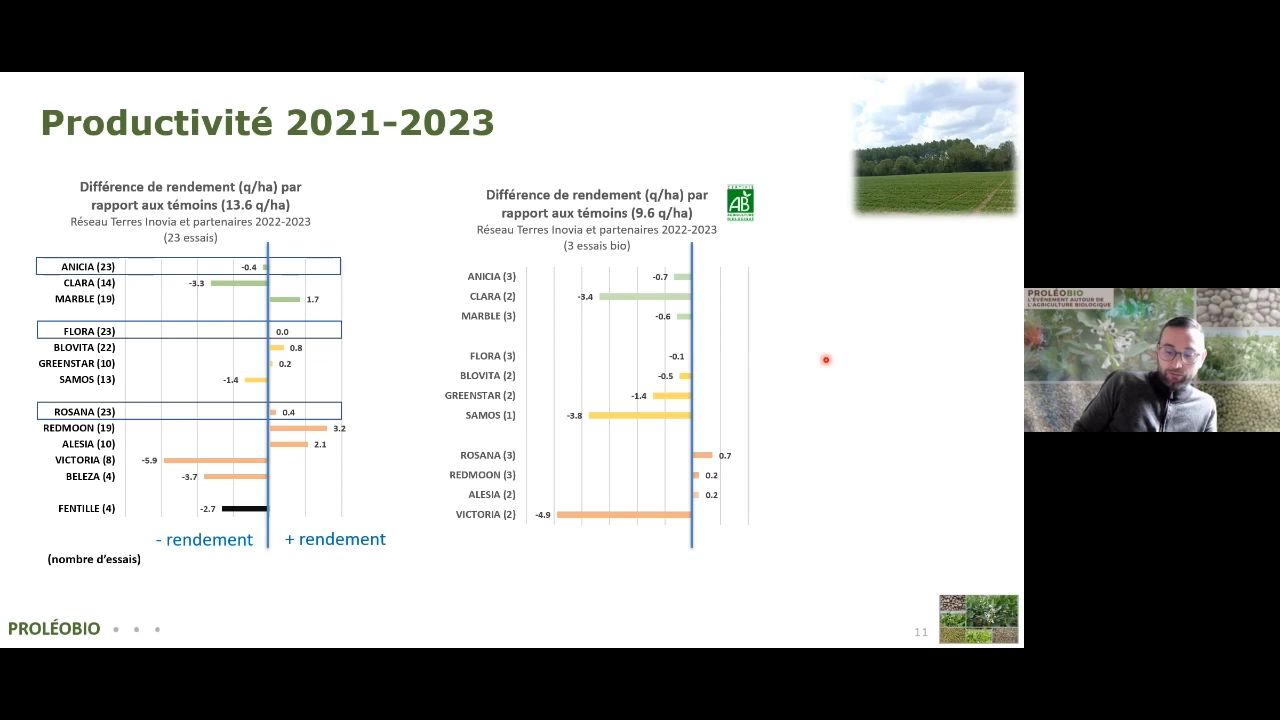 Productivité 2021-2023
Différence de rendement (q/ha) par
rapport aux témoins (13.6 q/ha)
Réseau Terres Inovia et partenaires 2022-2023
(23 essais)
ANICIA (23) -0.4
CLARA (14) -3.3
MARBLE (19) 1.7
FLORA (23) 0.0
BLOVITA (22) 0.8
GREENSTAR (10) 0.2
SAMOS (13) -1.4
ROSANA (23) 0.4
REDMOON (19) 3.2
ALESIA (10) 2.1
VICTORIA (8) -5.9
BELEZA (4) -3.7
FENTILLE (4) -2.7
- rendement + rendement
(nombre d'essais)
Différence de rendement (q/ha) par
rapport aux témoins (9.6 q/ha)
Réseau Terres Inovia et partenaires 2022-2023
(3 essais bio)
AB
ANICIA (3) -0.7
CLARA (2) -3.4
MARBLE (3) -0.6
FLORA (3) -0.1
BLOVITA (2) -0.5
GREENSTAR (2) -1.4
SAMOS (1) -3.8
ROSANA (3) 0.7
REDMOON (3) 0.2
ALESIA (2) 0.2
VICTORIA (2) -4.9
PROLÉOBIO
11
PROLÉOBIO
L'ÉVÉNEMENT AUTOUR DE
L'AGRICULTURE BIOLOGIQUE